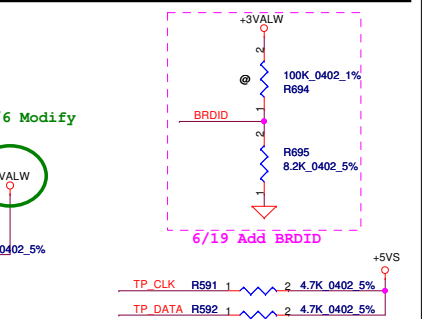 +3VALW
2
@
100K_0402_1%
R694
1
/6 Modify
BRDID
2
R695
8.2K_0402_5%
VALW
1
6/19 Add BRDID
0402_5%
+5VS
TP_CLK R591 1 2 4.7K_0402_5%
TP_DATA R592 1 2 4.7K_0402_5%